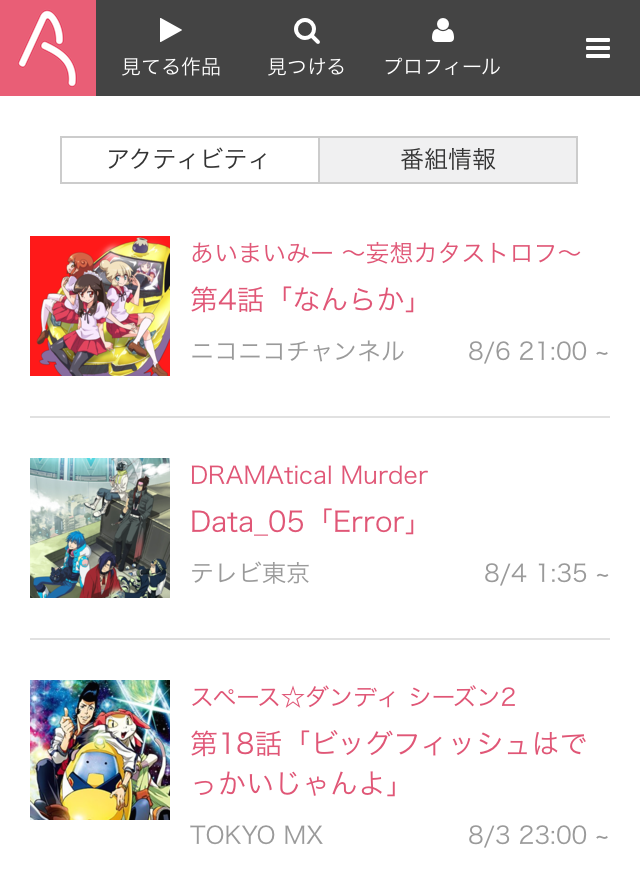 見てる作品
見つける
プロフィール
アクティビティ
番組情報
あいまいみー 〜妄想カタストロフ〜
第4話「なんらか」
ニコニコチャンネル 8/6 21:00 ~
DRAMAtical Murder
Data_05「Error」
テレビ東京 8/4 1:35 ~
スペース☆ダンディ シーズン2
第18話「ビッグフィッシュはで
っかいじゃんよ」
TOKYO MX 8/3 23:00 ~